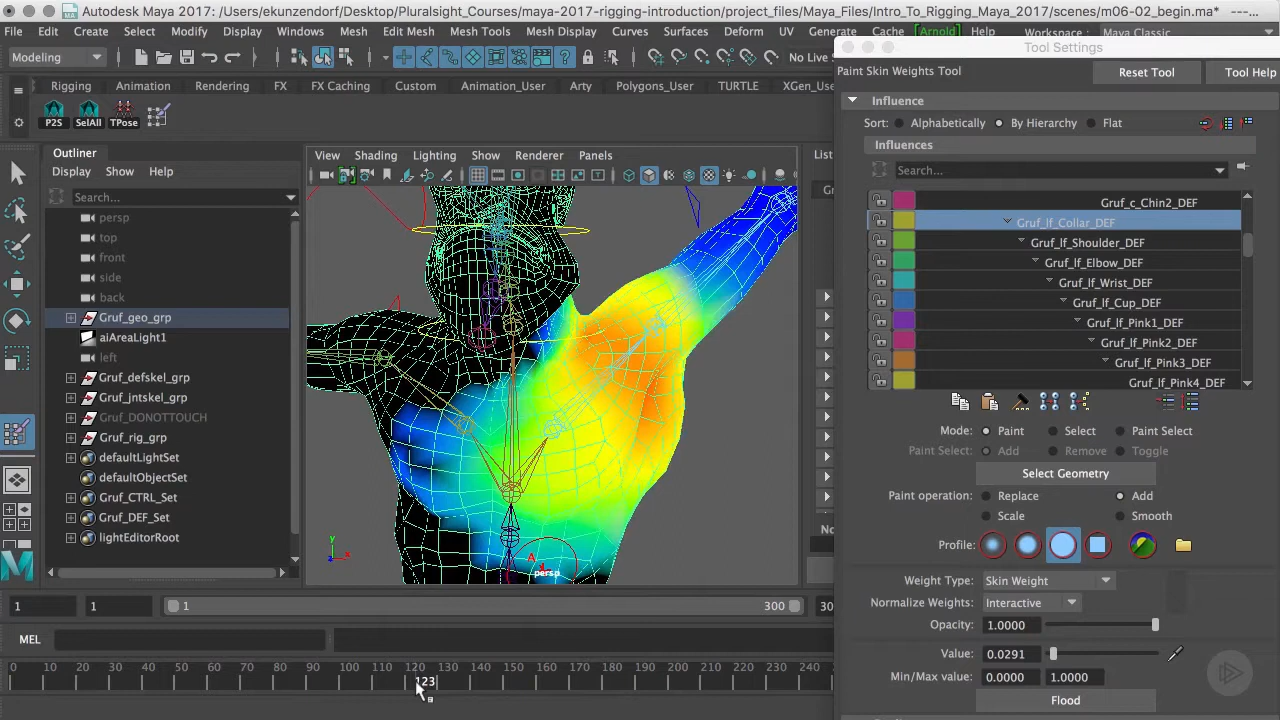 Autodesk Maya 2017: /Users/ekunzendorf/Desktop/Pluralsight_Courses/maya-2017-rigging-introduction/project_files/Maya_Files/Intro_To_Rigging_Maya_2017/scenes/m06-02_begin.ma* ---...
File Edit Create Select Modify Display Windows Mesh Edit Mesh Mesh Tools Mesh Display Curves Surfaces Deform UV Generate Cache [Arnold] Help Workspace: Maya Classic
Tool Settings
Modeling
No Live
Paint Skin Weights Tool
Reset Tool
Tool Help
Rigging Animation Rendering FX FX Caching Custom Animation_User Arty Polygons_User TURTLE XGen_User
P2S SelAll TPose
Influence
Sort: Alphabetically By Hierarchy Flat
Influences
Search...
Outliner
Display Show Help
Search...
persp
top
front
side
back
Gruf_geo_grp
aiAreaLight1
left
Gruf_defskel_grp
Gruf_jntskel_grp
Gruf_DONOTTOUCH
Gruf_rig_grp
defaultLightSet
defaultObjectSet
Gruf_CTRL_Set
Gruf_DEF_Set
lightEditorRoot
View Shading Lighting Show Renderer Panels
List
y
x
A
persp
No
Gruf_c_Chin2_DEF
Gruf_lf_Collar_DEF
Gruf_lf_Shoulder_DEF
Gruf_lf_Elbow_DEF
Gruf_lf_Wrist_DEF
Gruf_lf_Cup_DEF
Gruf_lf_Pink1_DEF
Gruf_lf_Pink2_DEF
Gruf_lf_Pink3_DEF
Gruf_lf_Pink4_DEF
Mode: Paint Select Paint Select
Paint Select: Add Remove Toggle
Select Geometry
Paint operation: Replace Add
Scale Smooth
Profile:
Weight Type: Skin Weight
Normalize Weights: Interactive
Opacity: 1.0000
Value: 0.0291
Min/Max value: 0.0000 1.0000
Flood
1 1 1 300 30
MEL
0 10 20 30 40 50 60 70 80 90 100 110 120 130 140 150 160 170 180 190 200 210 220 230 240
123